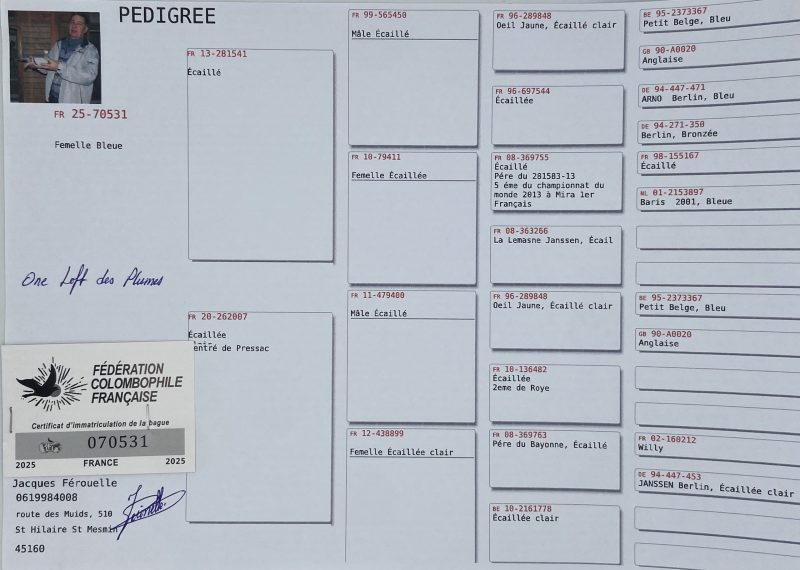 PEDIGREE
FR 25-70531
Femelle Bleue
One Loft des Plumes
FÉDÉRATION
COLOMBOPHILE
FRANÇAISE
Certificat d'immatriculation de la bague
070531
2025 FRANCE 2025
Jacques Férouelle
0619984008
route des Muids, 510
St Hilaire St Mesmin
45160
FR 13-281541
Écaillé
FR 20-262007
Écaillée
entré de Pressac
FR 99-565450
Mâle Écaillé
FR 10-79411
Femelle Écaillée
FR 11-479400
Mâle Écaillé
FR 12-438899
Femelle Écaillée clair
FR 96-289848
Oeil Jaune, Écaillé clair
FR 96-697544
Écaillée
FR 08-369755
Écaillé
Pére du 281583-13
5 éme du championnat du
monde 2013 à Mira 1er
Français
FR 08-363266
La Lemasne Janssen, Écail
FR 96-289848
Oeil Jaune, Écaillé clair
FR 10-136482
Écaillée
2eme de Roye
FR 08-369763
Pére du Bayonne, Écaillé
BE 10-2161778
Écaillée clair
BE 95-2373367
Petit Belge, Bleu
GB 90-A0020
Anglaise
DE 94-447-471
ARNO Berlin, Bleu
DE 94-271-350
Berlin, Bronzée
FR 98-155167
Écaillé
NL 01-2153897
Baris 2001, Bleue
BE 95-2373367
Petit Belge, Bleu
GB 90-A0020
Anglaise
FR 02-160212
Willy
DE 94-447-453
JANSSEN Berlin, Écaillée clair